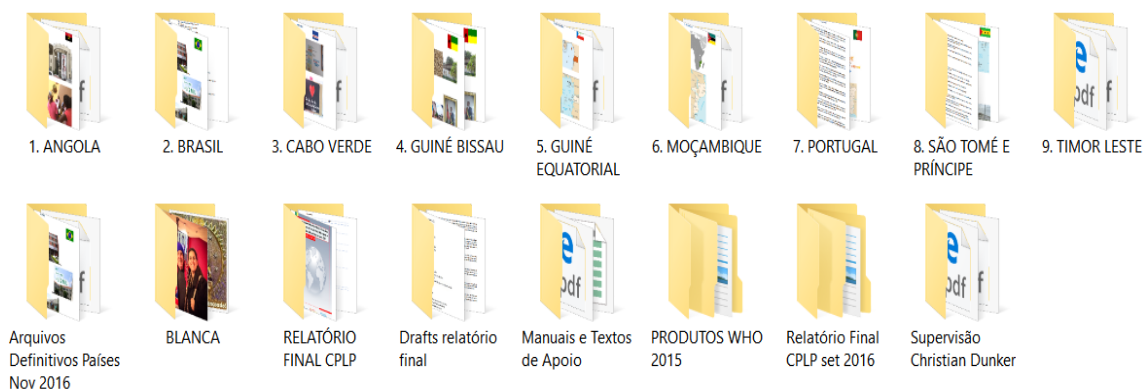 1. ANGOLA
2. BRASIL
3. CABO VERDE
4. GUINÉ BISSAU
5. GUINÉ
EQUATORIAL
6. MOÇAMBIQUE
7. PORTUGAL
8. SÃO TOMÉ E
PRÍNCIPE
9. TIMOR LESTE
Arquivos
Definitivos Países
Nov 2016
BLANCA
RELATÓRIO
FINAL CPLP
Drafts relatório
final
Manuais e Textos
de Apoio
PRODUTOS WHO
2015
Relatório Final
CPLP set 2016
Supervisão
Christian Dunker